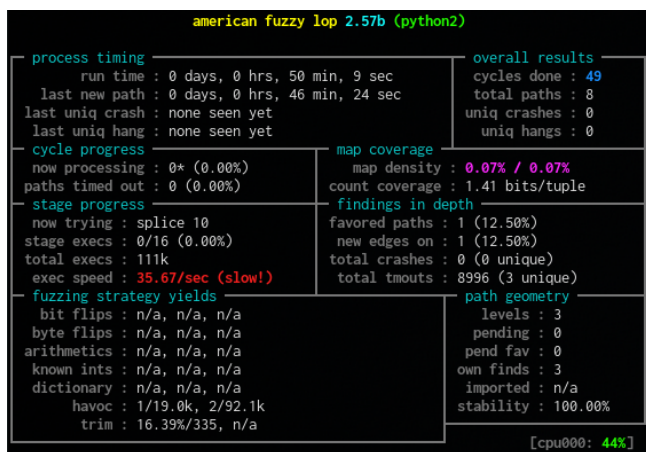 american fuzzy lop 2.57b (python2)
process timing overall results
run time : 0 days, 0 hrs, 50 min, 9 sec cycles done : 49
last new path : 0 days, 0 hrs, 46 min, 24 sec total paths : 8
last uniq crash : none seen yet uniq crashes : 0
last uniq hang : none seen yet uniq hangs : 0
cycle progress map coverage
now processing : 0* (0.00%) map density : 0.07% / 0.07%
paths timed out : 0 (0.00%) count coverage : 1.41 bits/tuple
stage progress findings in depth
now trying : splice 10 favored paths : 1 (12.50%)
stage execs : 0/16 (0.00%) new edges on : 1 (12.50%)
total execs : 111k total crashes : 0 (0 unique)
exec speed : 35.67/sec (slow!) total tmouts : 8996 (3 unique)
fuzzing strategy yields path geometry
bit flips : n/a, n/a, n/a levels : 3
byte flips : n/a, n/a, n/a pending : 0
arithmetics : n/a, n/a, n/a pend fav : 0
known ints : n/a, n/a, n/a own finds : 3
dictionary : n/a, n/a, n/a imported : n/a
havoc : 1/19.0k, 2/92.1k stability : 100.00%
trim : 16.39%/335, n/a
[cpu000: 44%]